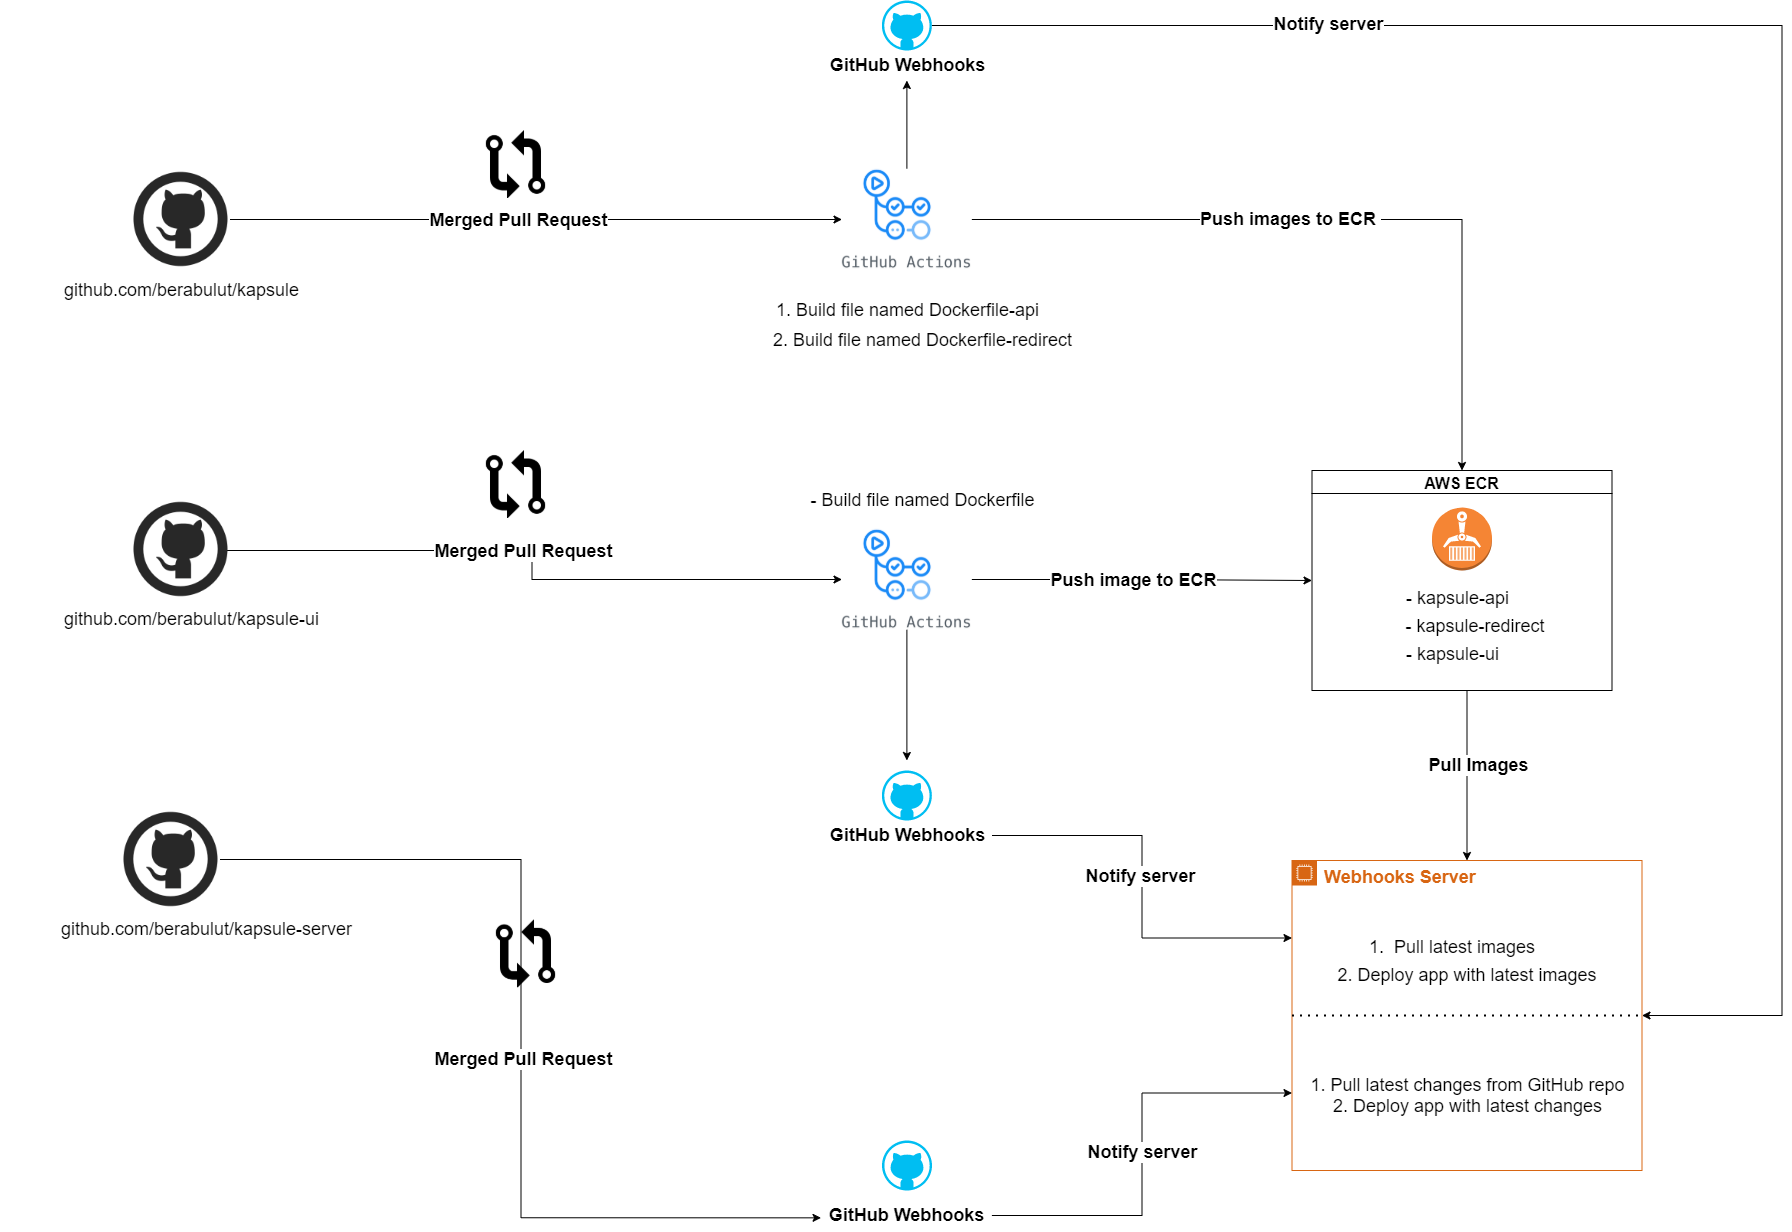 Notify server
GitHub Webhooks
Merged Pull Request
Push images to ECR
GitHub Actions
github.com/berabulut/kapsule
1. Build file named Dockerfile-api
2. Build file named Dockerfile-redirect
AWS ECR
- Build file named Dockerfile
Merged Pull Request
Push image to ECR
- kapsule-api
github.com/berabulut/kapsule-ui
GitHub Actions
- kapsule-redirect
- kapsule-ui
Pull Images
GitHub Webhooks
Notify server
Webhooks Server
github.com/berabulut/kapsule-server
1. Pull latest images
2. Deploy app with latest images
Merged Pull Request
1. Pull latest changes from GitHub repo
2. Deploy app with latest changes
Notify server
GitHub Webhooks